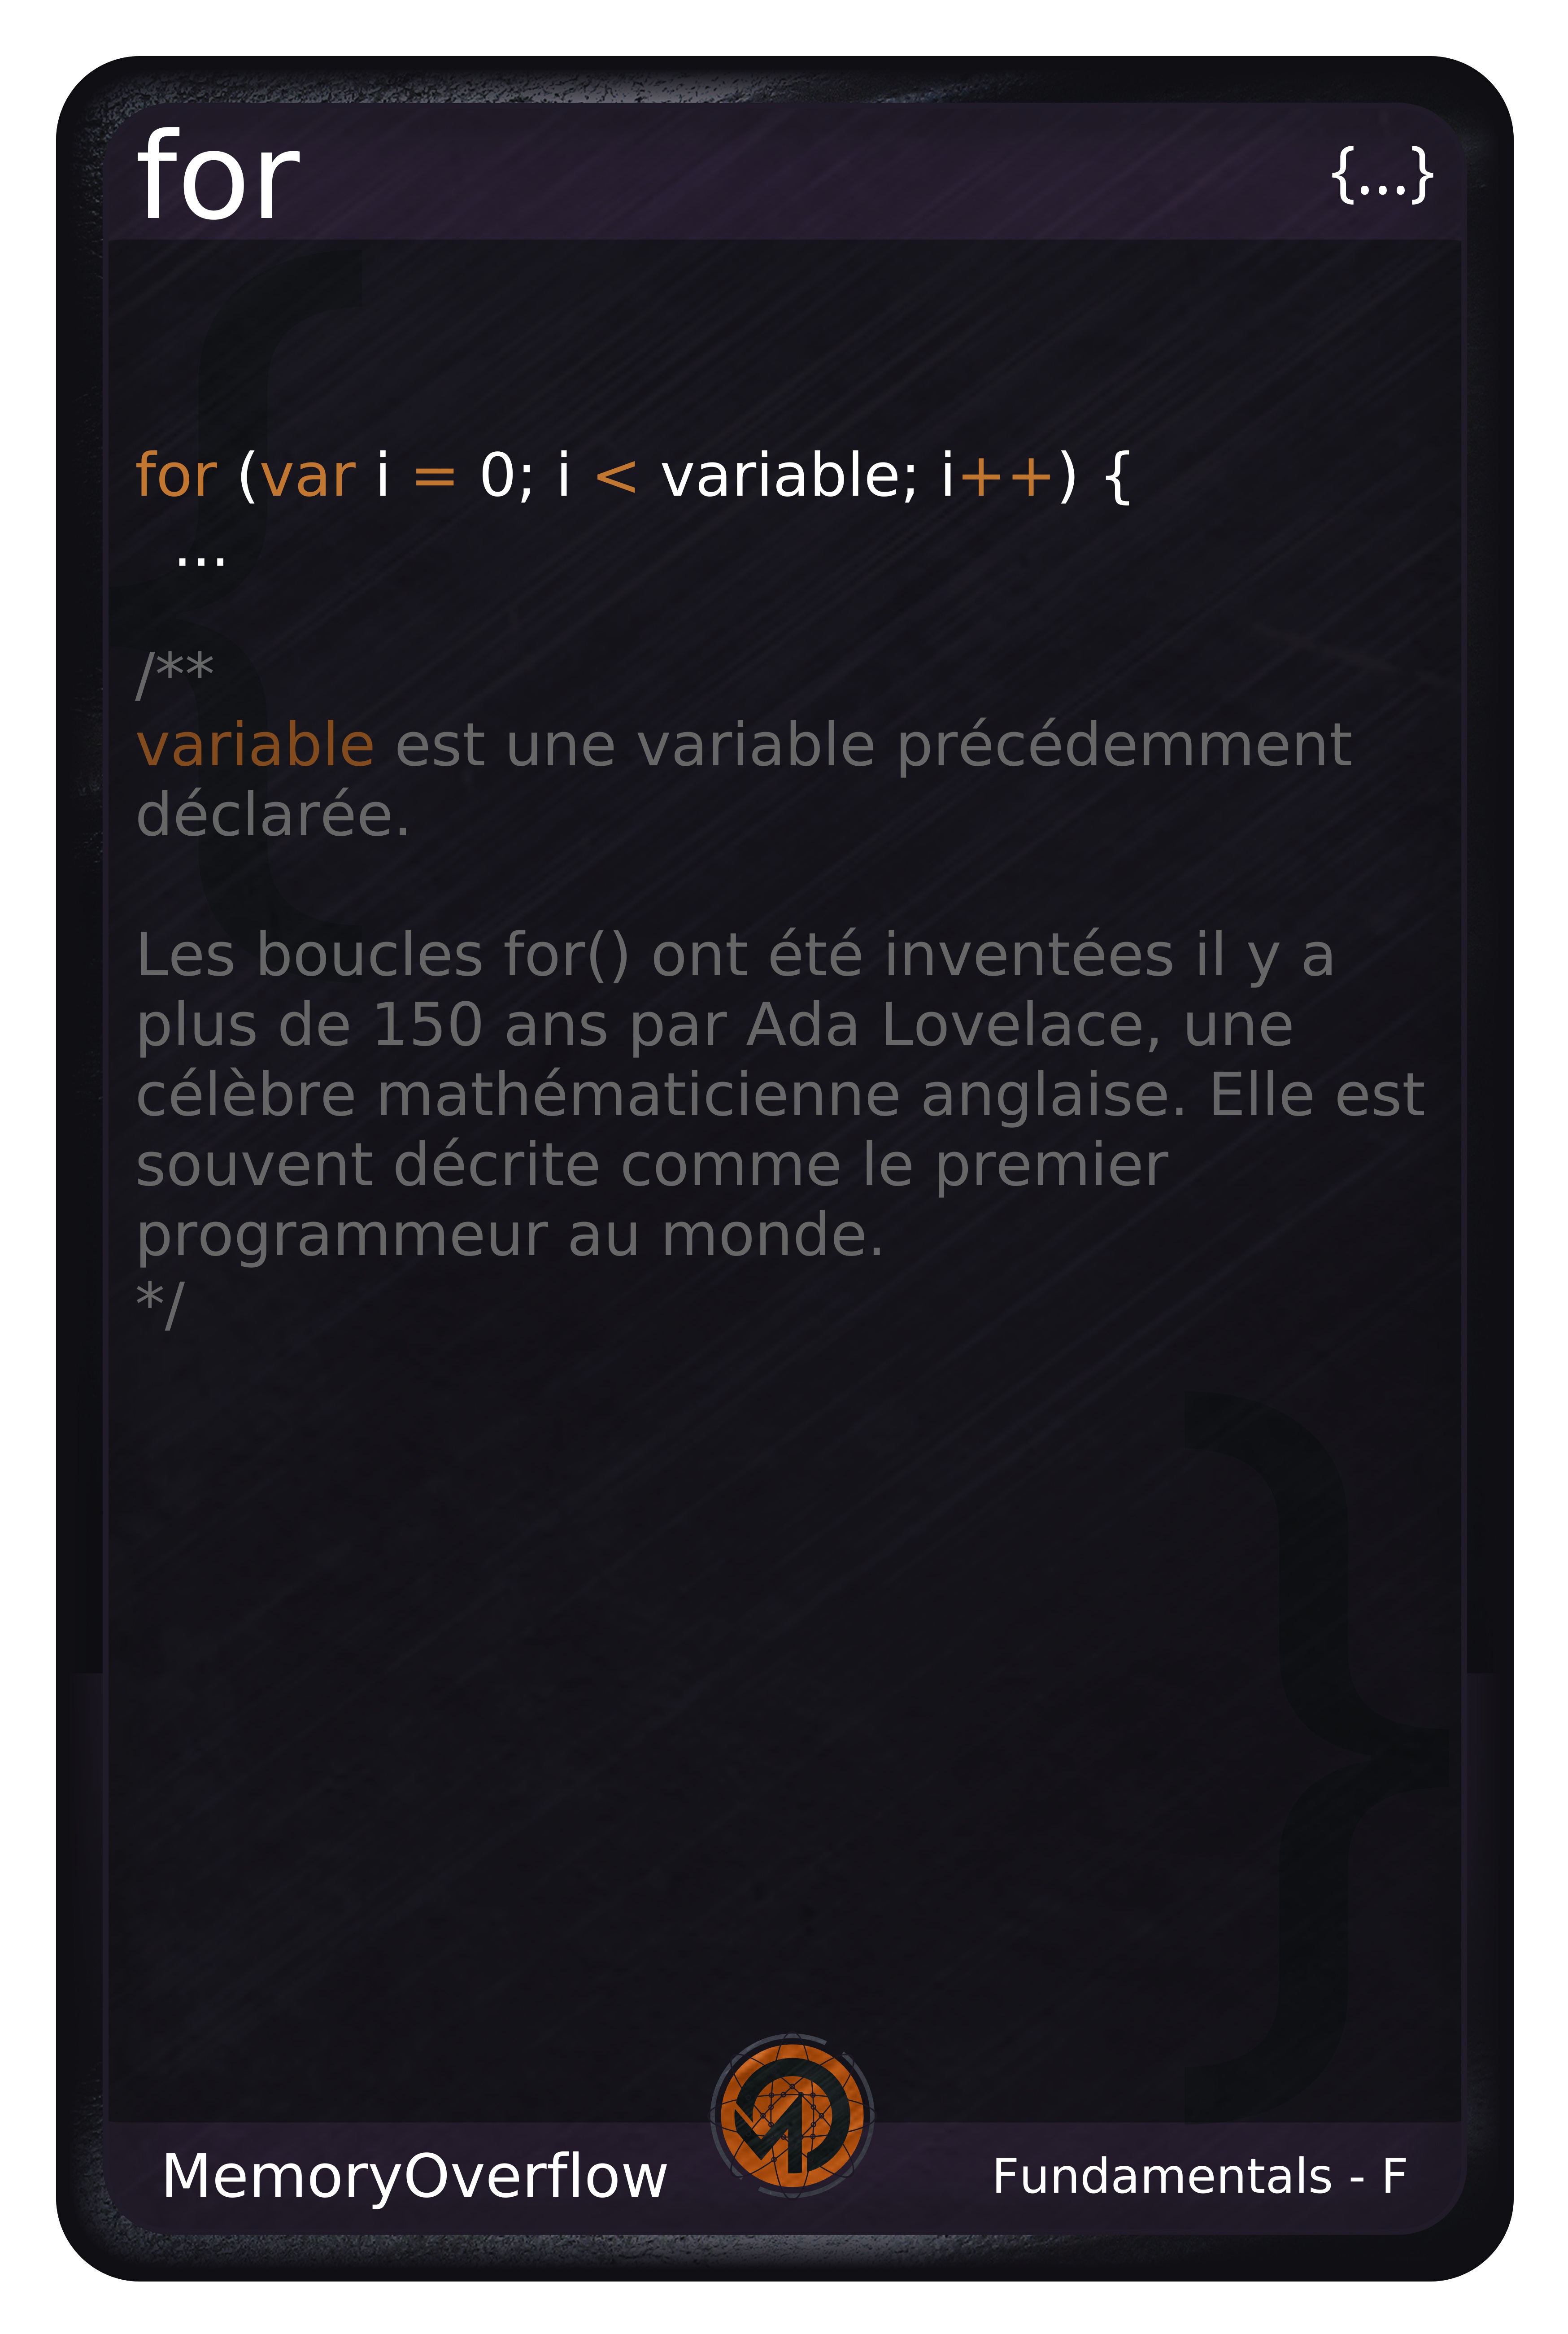 for
{...}
for (var i = 0; i < variable; i++) {
...
/**
variable est une variable précédemment
déclarée.
Les boucles for() ont été inventées il y a
plus de 150 ans par Ada Lovelace, une
célèbre mathématicienne anglaise. Elle est
souvent décrite comme le premier
programmeur au monde.
*/
MemoryOverflow
Fundamentals - F